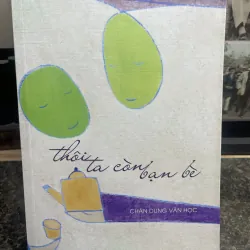 thôi ta còn bạn bè
CHÂN DUNG VĂN HỌC